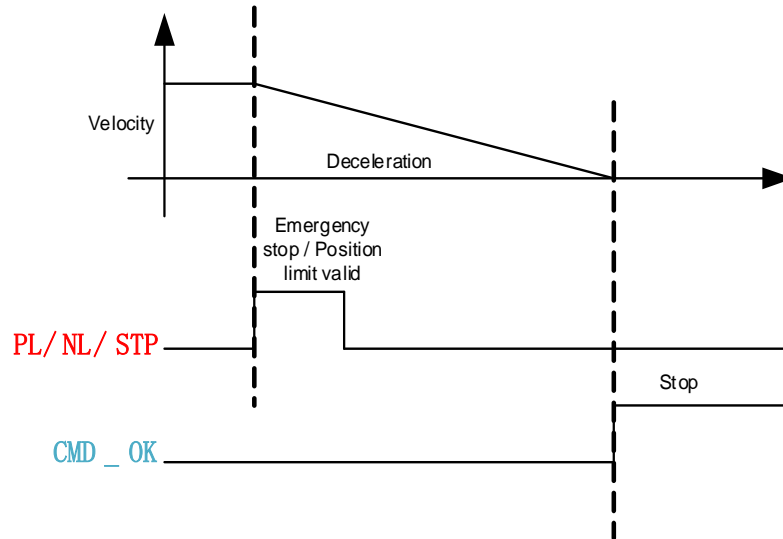 Velocity
Deceleration
Emergency
stop / Position
limit valid
PL/ NL/ STP
Stop
CMD _ OK